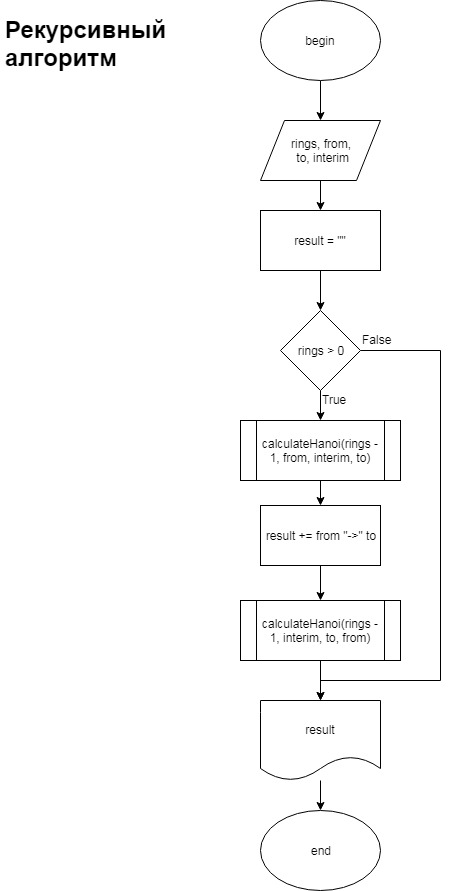 Рекурсивный
алгоритм
begin
rings, from,
to, interim
result = ""
rings > 0
False
True
calculateHanoi(rings -
1, from, interim, to)
result += from "->" to
calculateHanoi(rings -
1, interim, to, from)
result
end